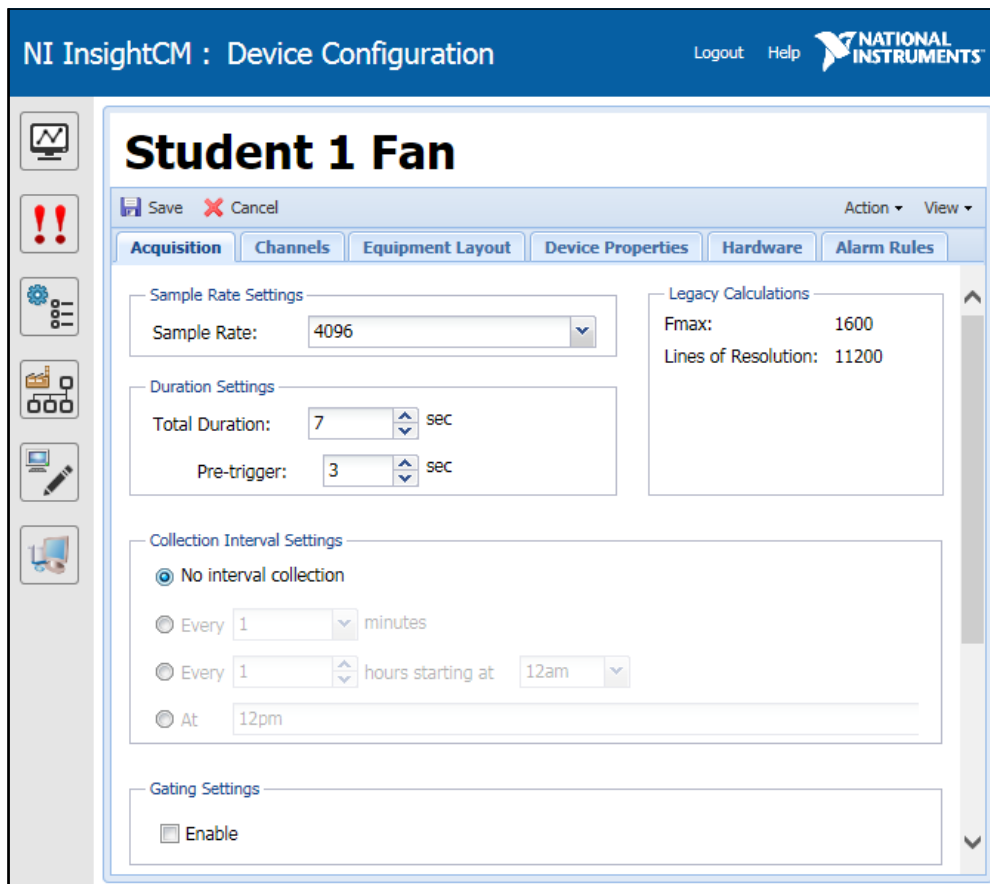 NI InsightCM : Device Configuration
Logout Help
NATIONAL INSTRUMENTS™
Student 1 Fan
Save Cancel Action View
Acquisition Channels Equipment Layout Device Properties Hardware Alarm Rules
Sample Rate Settings
Sample Rate: 4096
Legacy Calculations
Fmax: 1600
Lines of Resolution: 11200
Duration Settings
Total Duration: 7 sec
Pre-trigger: 3 sec
Collection Interval Settings
No interval collection
Every 1 minutes
Every 1 hours starting at 12am
At 12pm
Gating Settings
Enable